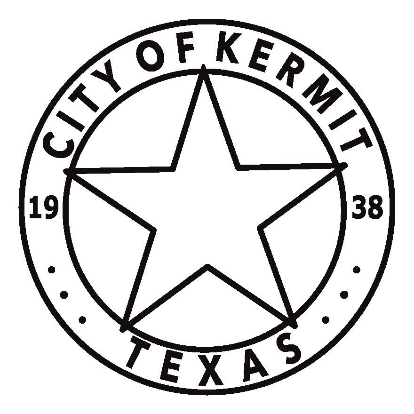 CITY OF KERMIT
19 38
TEXAS